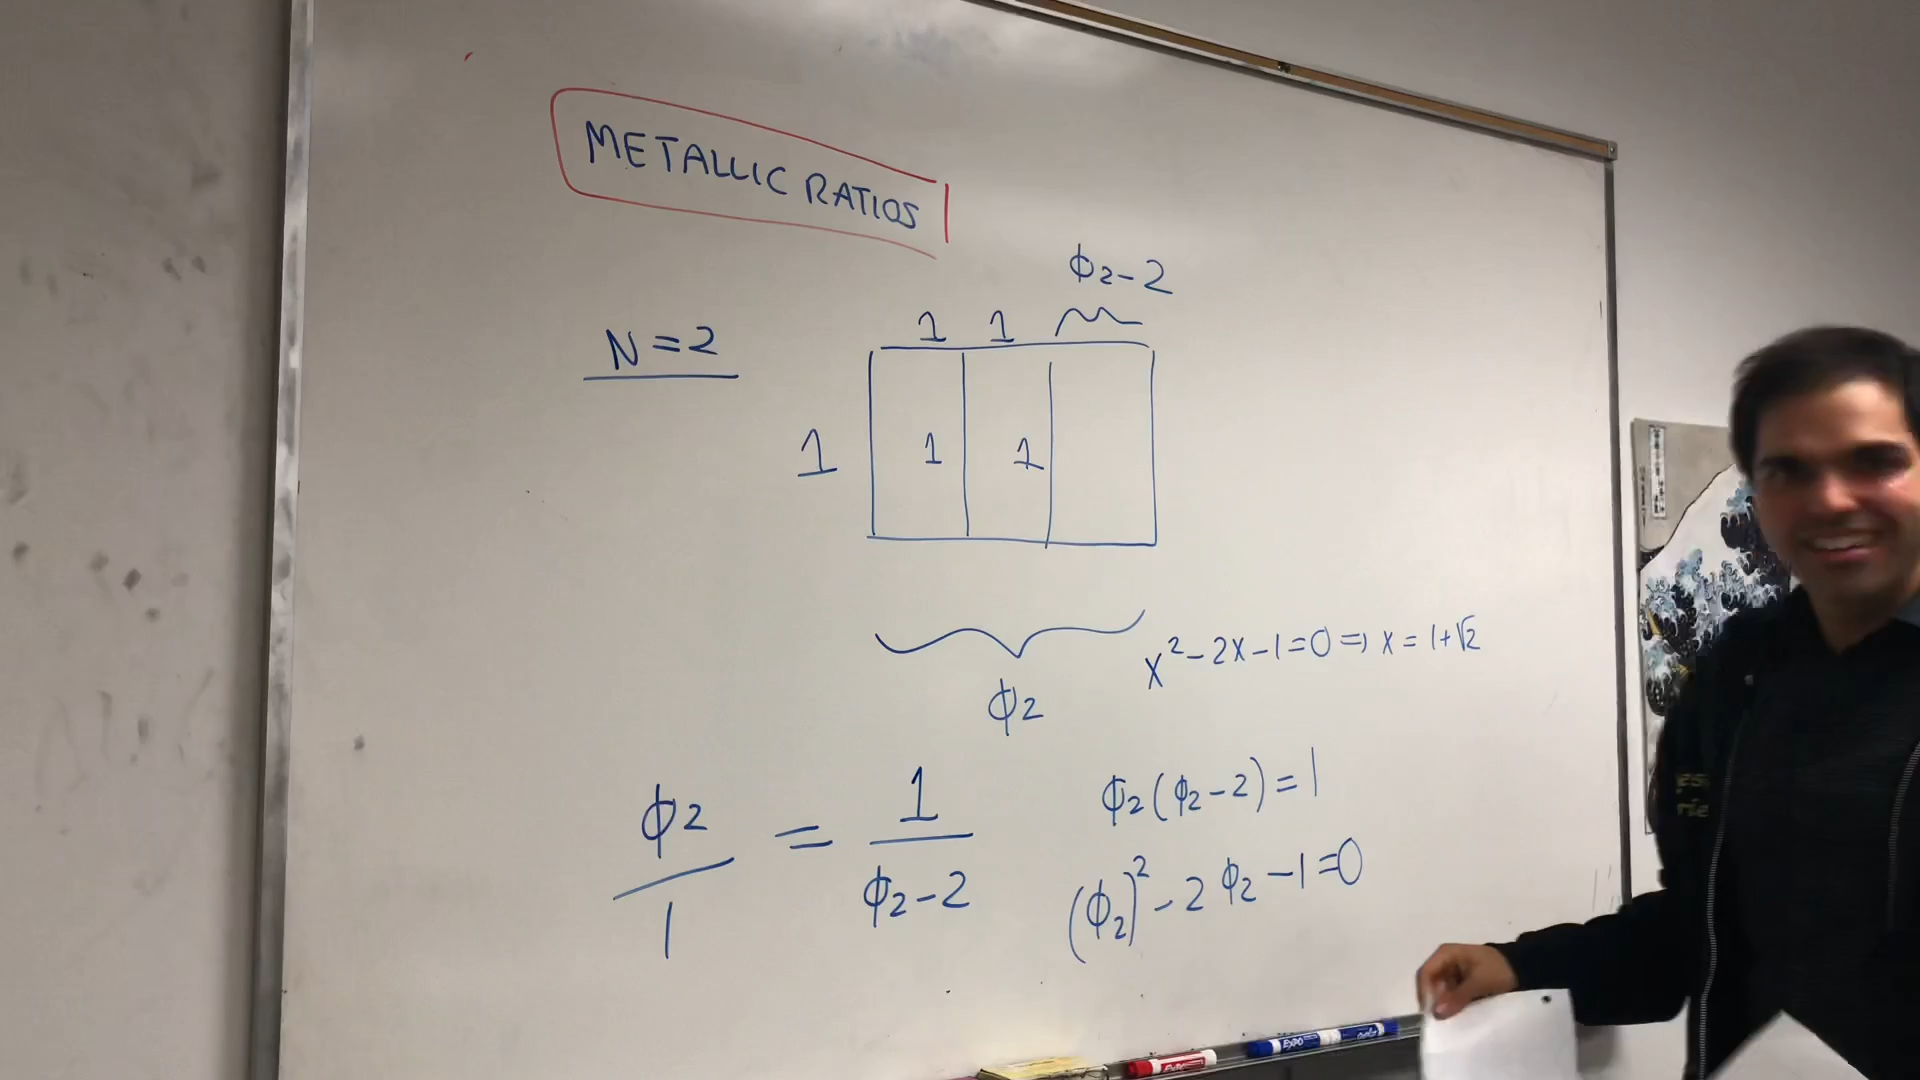 METALLIC RATIOS
ϕ₂-2
N=2
1 1
1
1 1
x²-2x-1=0 ⇒ x=1+√2
ϕ₂
ϕ₂/1 = 1/(ϕ₂-2)
ϕ₂(ϕ₂-2)=1
(ϕ₂)²-2ϕ₂-1=0
EXPO